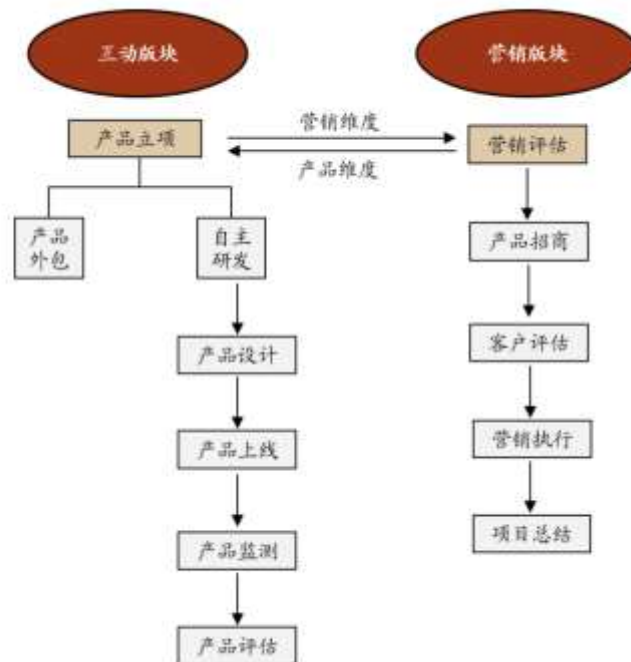 互动版块
营销版块
产品立项
营销维度
产品维度
营销评估
产品
外包
自主
研发
产品招商
产品设计
客户评估
产品上线
营销执行
产品监测
项目总结
产品评估